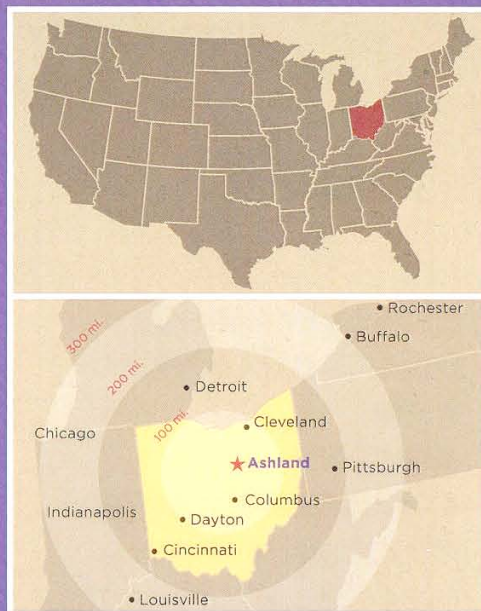 Rochester
Buffalo
300 mi.
200 mi.
100 mi.
Detroit
Cleveland
Chicago
Ashland
Pittsburgh
Columbus
Indianapolis
Dayton
Cincinnati
Louisville